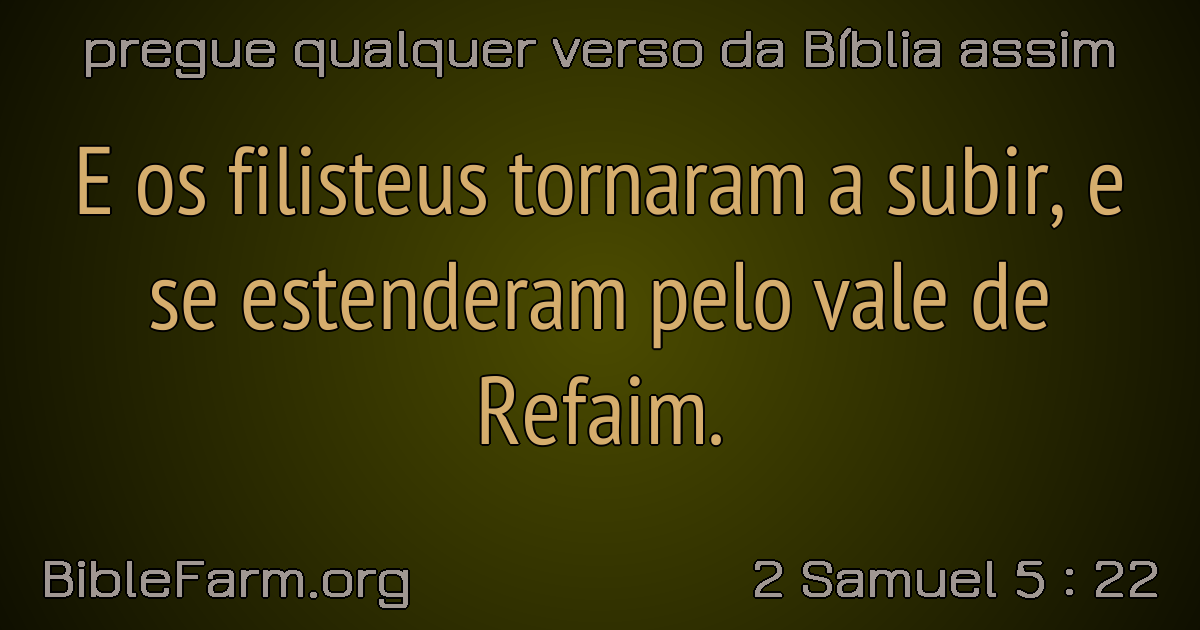 pregue qualquer verso da Bíblia assim
E os filisteus tornaram a subir, e
se estenderam pelo vale de
Refaim.
BibleFarm.org
2 Samuel 5 : 22